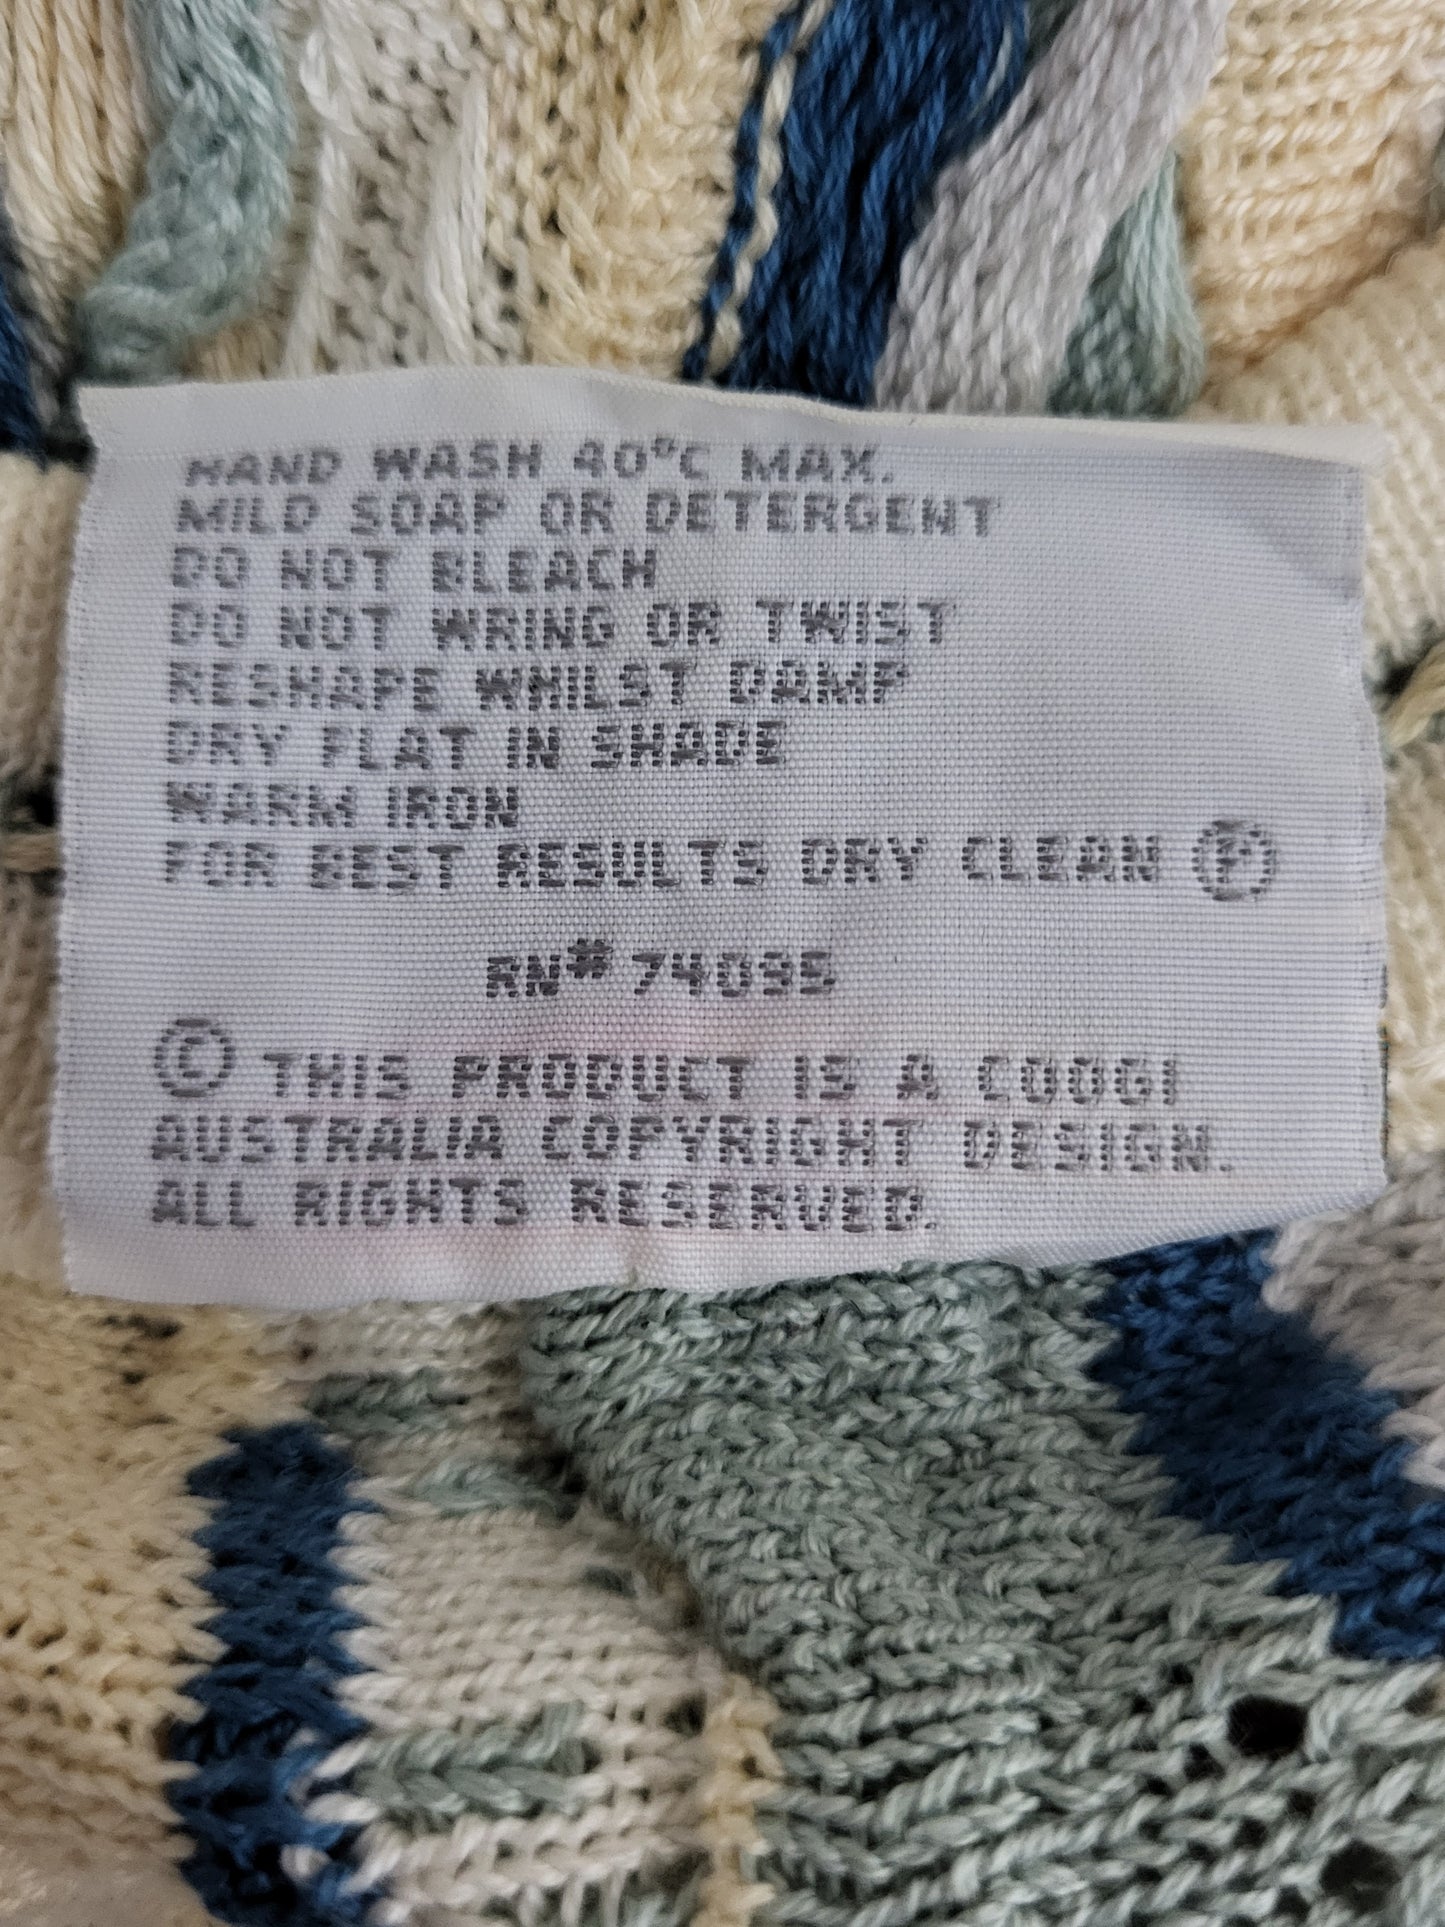 HAND WASH 40°C MAX.
MILD SOAP OR DETERGENT
DO NOT BLEACH
DO NOT WRING OR TWIST
RESHAPE WHILST DAMP
DRY FLAT IN SHADE
WARM IRON
FOR BEST RESULTS DRY CLEAN Ⓟ
RN# 74095
© THIS PRODUCT IS A COOGI
AUSTRALIA COPYRIGHT DESIGN.
ALL RIGHTS RESERVED.